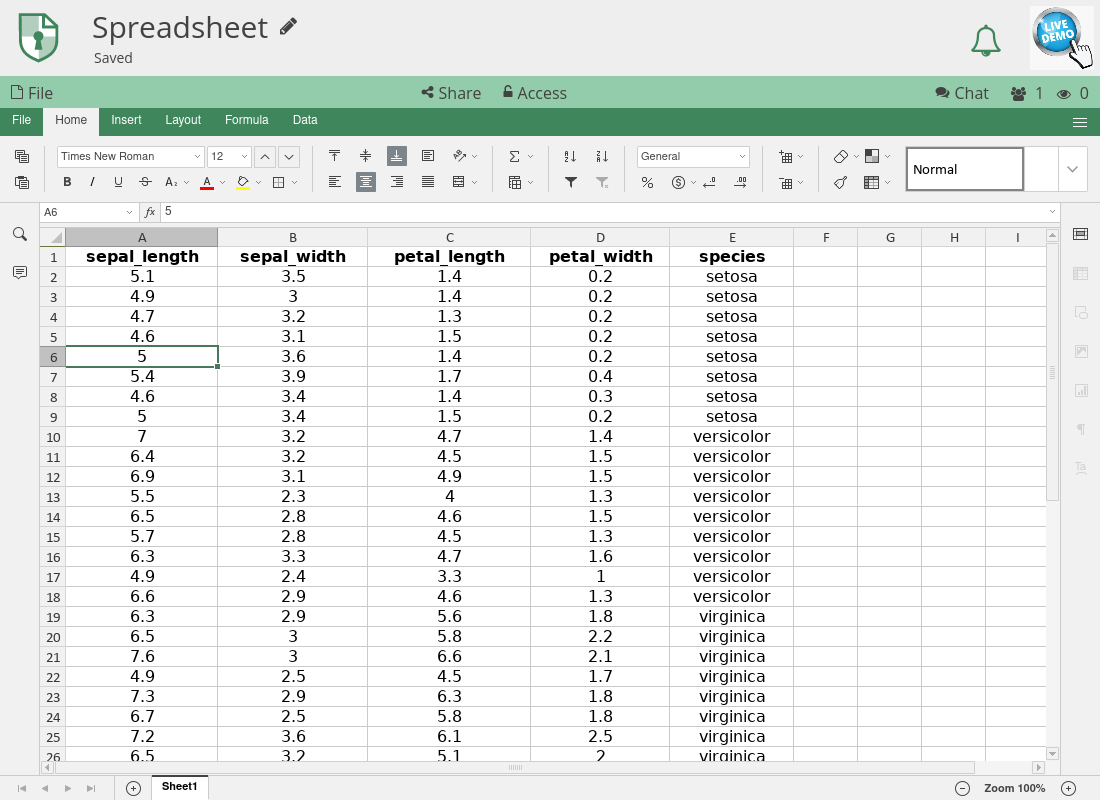 Spreadsheet
Saved
LIVE DEMO
File Share Access Chat 1 0
File Home Insert Layout Formula Data
Times New Roman 12 General Normal
A6 fx 5
A B C D E F G H I
1 sepal_length sepal_width petal_length petal_width species
2 5.1 3.5 1.4 0.2 setosa
3 4.9 3 1.4 0.2 setosa
4 4.7 3.2 1.3 0.2 setosa
5 4.6 3.1 1.5 0.2 setosa
6 5 3.6 1.4 0.2 setosa
7 5.4 3.9 1.7 0.4 setosa
8 4.6 3.4 1.4 0.3 setosa
9 5 3.4 1.5 0.2 setosa
10 7 3.2 4.7 1.4 versicolor
11 6.4 3.2 4.5 1.5 versicolor
12 6.9 3.1 4.9 1.5 versicolor
13 5.5 2.3 4 1.3 versicolor
14 6.5 2.8 4.6 1.5 versicolor
15 5.7 2.8 4.5 1.3 versicolor
16 6.3 3.3 4.7 1.6 versicolor
17 4.9 2.4 3.3 1 versicolor
18 6.6 2.9 4.6 1.3 versicolor
19 6.3 2.9 5.6 1.8 virginica
20 6.5 3 5.8 2.2 virginica
21 7.6 3 6.6 2.1 virginica
22 4.9 2.5 4.5 1.7 virginica
23 7.3 2.9 6.3 1.8 virginica
24 6.7 2.5 5.8 1.8 virginica
25 7.2 3.6 6.1 2.5 virginica
26 6.5 3.2 5.1 2 virginica
Sheet1 Zoom 100%